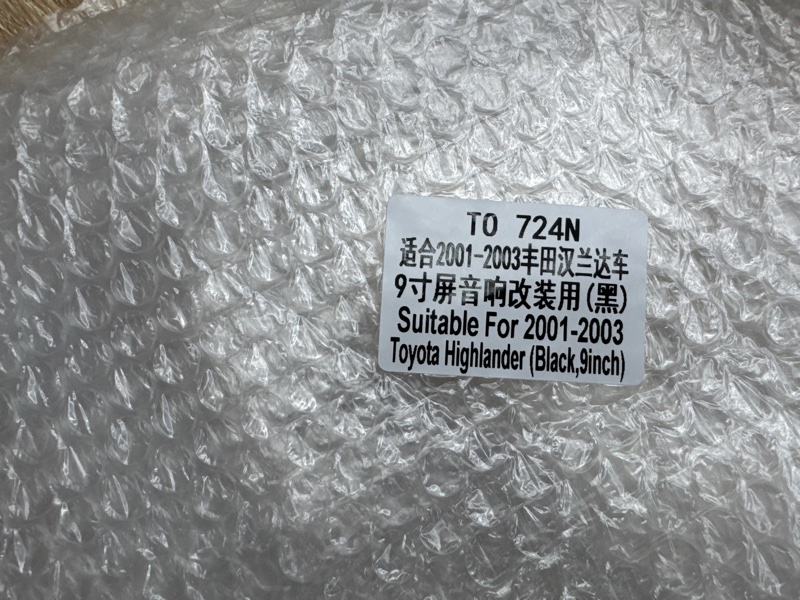 TO 724N
适合2001-2003丰田汉兰达车
9寸屏音响改装用(黑)
Suitable For 2001-2003
Toyota Highlander (Black,9inch)